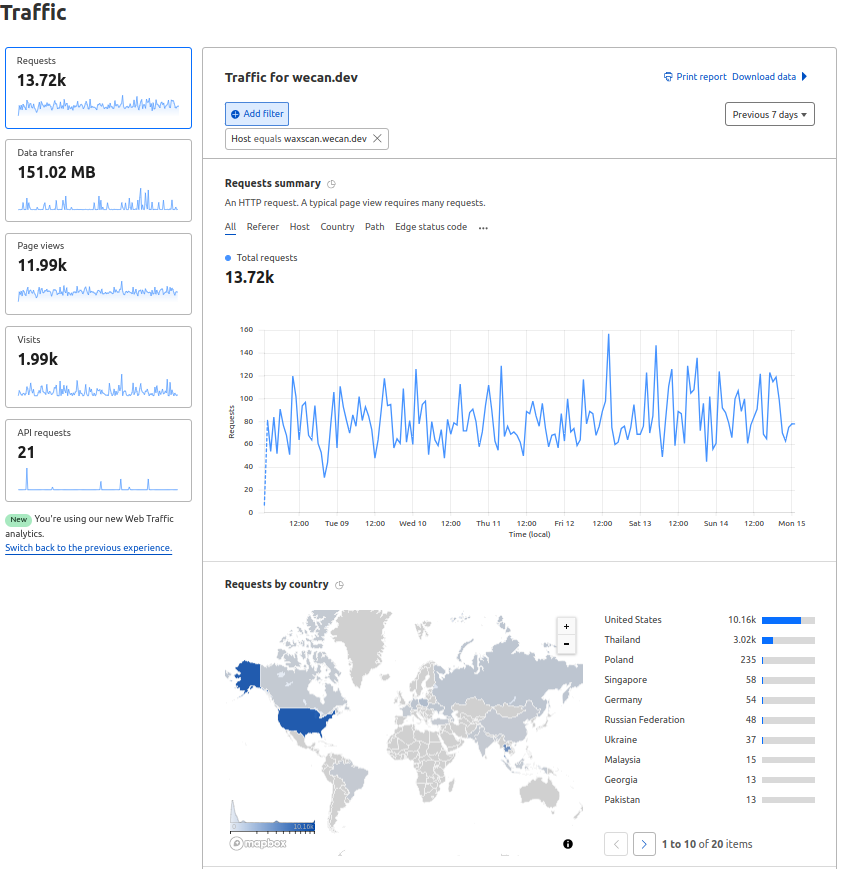 Traffic
Requests
13.72k
Data transfer
151.02 MB
Page views
11.99k
Visits
1.99k
API requests
21
New You're using our new Web Traffic
analytics.
Switch back to the previous experience.
Traffic for wecan.dev
Print report Download data
Add filter
Previous 7 days
Host equals waxscan.wecan.dev
Requests summary
An HTTP request. A typical page view requires many requests.
All Referer Host Country Path Edge status code ...
Total requests
13.72k
160
140
120
100
80
60
40
20
0
Requests
12:00 Tue 09 12:00 Wed 10 12:00 Thu 11 12:00 Fri 12 12:00 Sat 13 12:00 Sun 14 12:00 Mon 15
Time (local)
Requests by country
+
-
0 10.16k
mapbox
United States 10.16k
Thailand 3.02k
Poland 235
Singapore 58
Germany 54
Russian Federation 48
Ukraine 37
Malaysia 15
Georgia 13
Pakistan 13
1 to 10 of 20 items